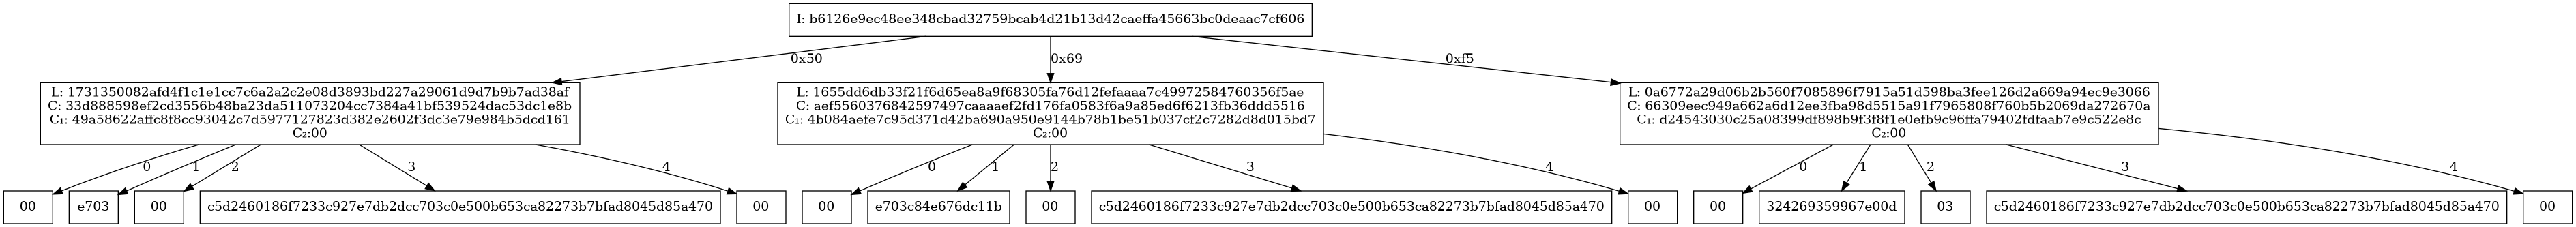 I: b6126e9ec48ee348cbad32759bcab4d21b13d42caeffa45663bc0deaac7cf606
0x50
0x69
0xf5
L: 1731350082afd4f1c1e1cc7c6a2a2c2e08d3893bd227a29061d9d7b9b7ad38af
C: 33d888598ef2cd3556b48ba23da511073204cc7384a41bf539524dac53dc1e8b
C₁: 49a58622affc8f8cc93042c7d5977127823d382e2602f3dc3e79e984b5dcd161
C₂:00
L: 1655dd6db33f21f6d65ea8a9f68305fa76d12fefaaaa7c49972584760356f5ae
C: aef55603768425974​97caaaaef2fd176fa0583f6a9a85ed6f6213fb36ddd5516
C₁: 4b084aefe7c95d371d42ba690a950e9144b78b1be51b037cf2c7282d8d015bd7
C₂:00
L: 0a6772a29d06b2b560f7085896f7915a51d598ba3fee126d2a669a94ec9e3066
C: 66309eec949a662a6d12ee3fba98d5515a91f7965808f760b5b2069da272670a
C₁: d24543030c25a08399df898b9f3f8f1e0efb9c96ffa79402fdfaab7e9c522e8c
C₂:00
0
1
2
3
4
0
1
2
3
4
0
1
2
3
4
00
e703
00
c5d2460186f7233c927e7db2dcc703c0e500b653ca82273b7bfad8045d85a470
00
00
e703c84e676dc11b
00
c5d2460186f7233c927e7db2dcc703c0e500b653ca82273b7bfad8045d85a470
00
00
324269359967e00d
03
c5d2460186f7233c927e7db2dcc703c0e500b653ca82273b7bfad8045d85a470
00